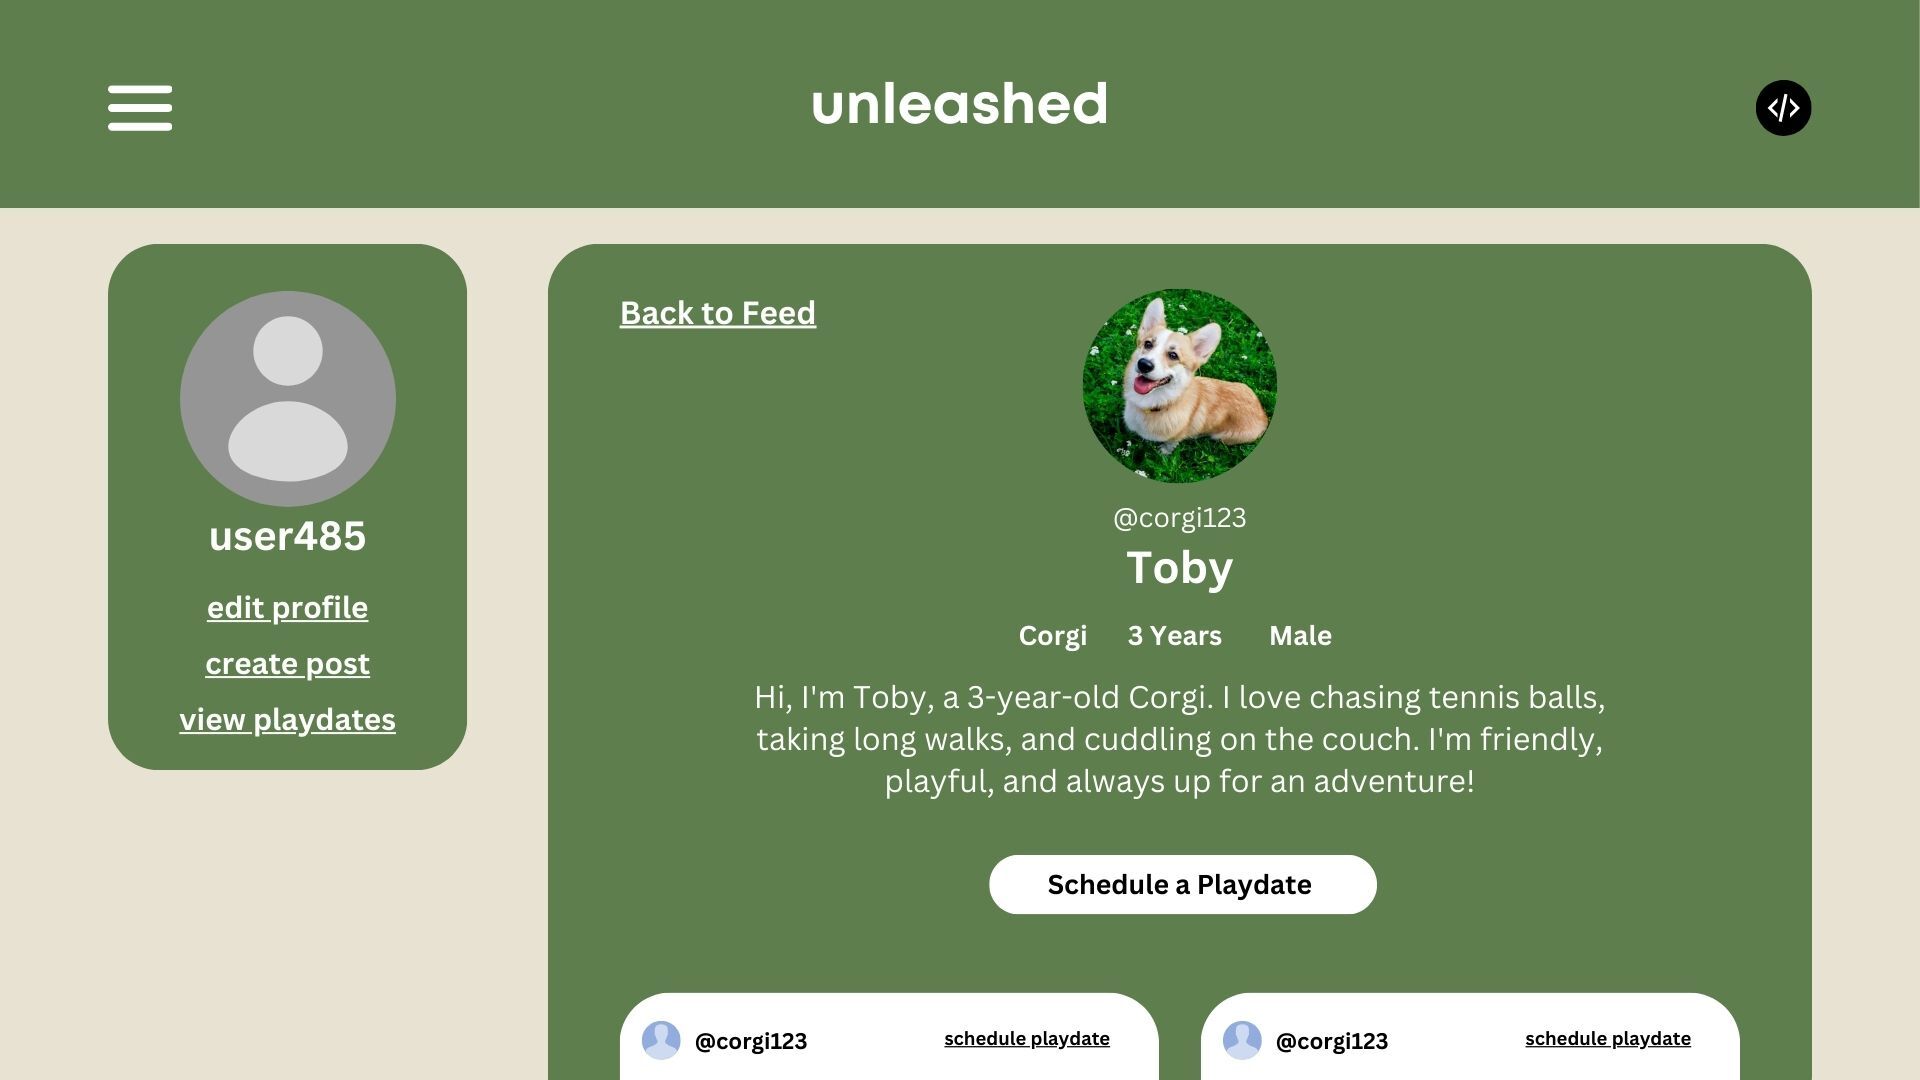 unleashed
</>
user485
edit profile
create post
view playdates
Back to Feed
@corgi123
Toby
Corgi 3 Years Male
Hi, I'm Toby, a 3-year-old Corgi. I love chasing tennis balls,
taking long walks, and cuddling on the couch. I'm friendly,
playful, and always up for an adventure!
Schedule a Playdate
@corgi123 schedule playdate
@corgi123 schedule playdate